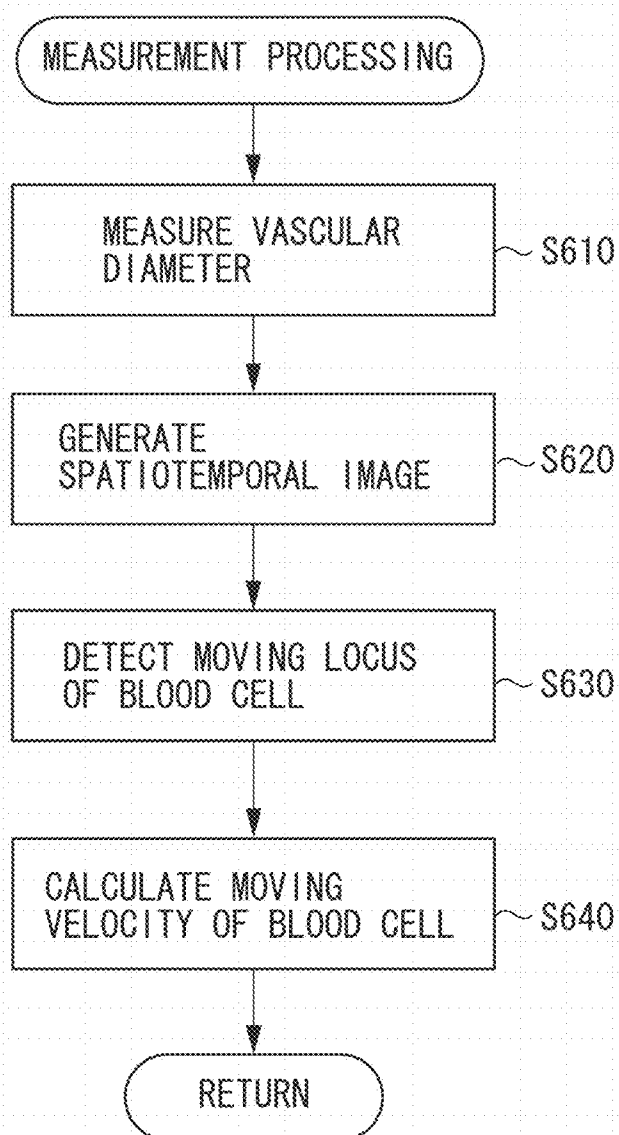 MEASUREMENT PROCESSING
MEASURE VASCULAR
DIAMETER
S610
GENERATE
SPATIOTEMPORAL IMAGE
S620
DETECT MOVING LOCUS
OF BLOOD CELL
S630
CALCULATE MOVING
VELOCITY OF BLOOD CELL
S640
RETURN